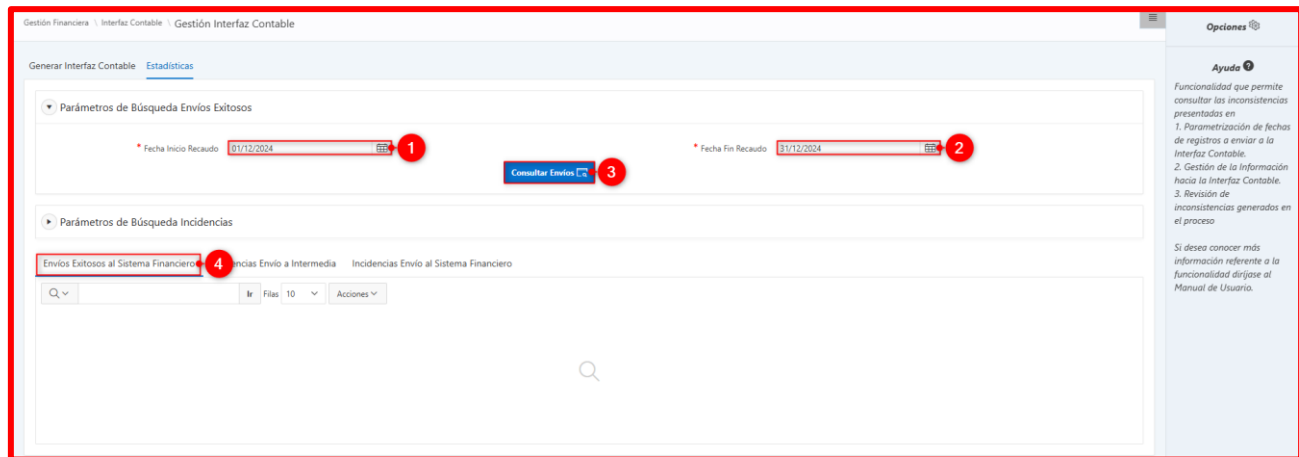 Gestión Financiera \ Interfaz Contable \ Gestión Interfaz Contable
Opciones
Generar Interfaz Contable Estadísticas
Parámetros de Búsqueda Envíos Exitosos
* Fecha Inicio Recaudo 01/12/2024 1
* Fecha Fin Recaudo 31/12/2024 2
Consultar Envíos 3
Parámetros de Búsqueda Incidencias
Envíos Exitosos al Sistema Financiero 4 encias Envío a Intermedia Incidencias Envío al Sistema Financiero
Ir Filas 10 Acciones
Ayuda ?
Funcionalidad que permite
consultar las inconsistencias
presentadas en
1. Parametrización de fechas
de registros a enviar a la
Interfaz Contable.
2. Gestión de la Información
hacia la Interfaz Contable.
3. Revisión de
inconsistencias generados en
el proceso
Si desea conocer más
información referente a la
funcionalidad diríjase al
Manual de Usuario.